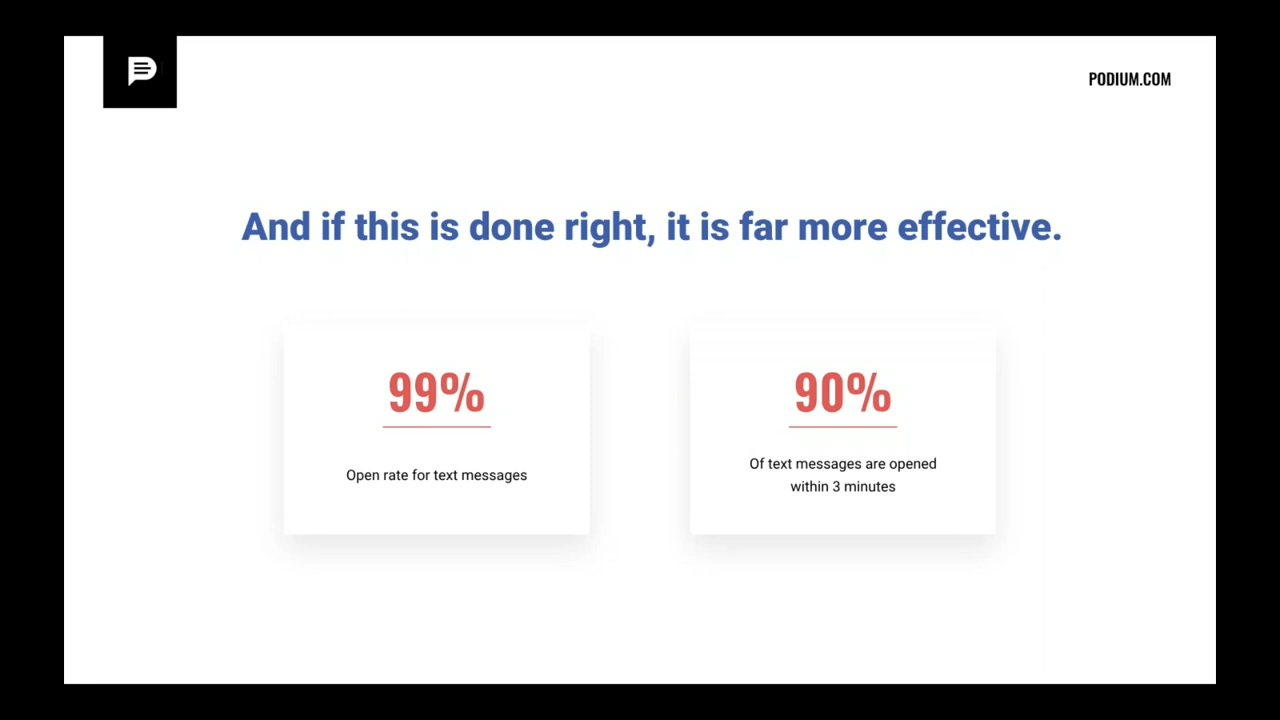 PODIUM.COM
And if this is done right, it is far more effective.
99%
Open rate for text messages
90%
Of text messages are opened
within 3 minutes